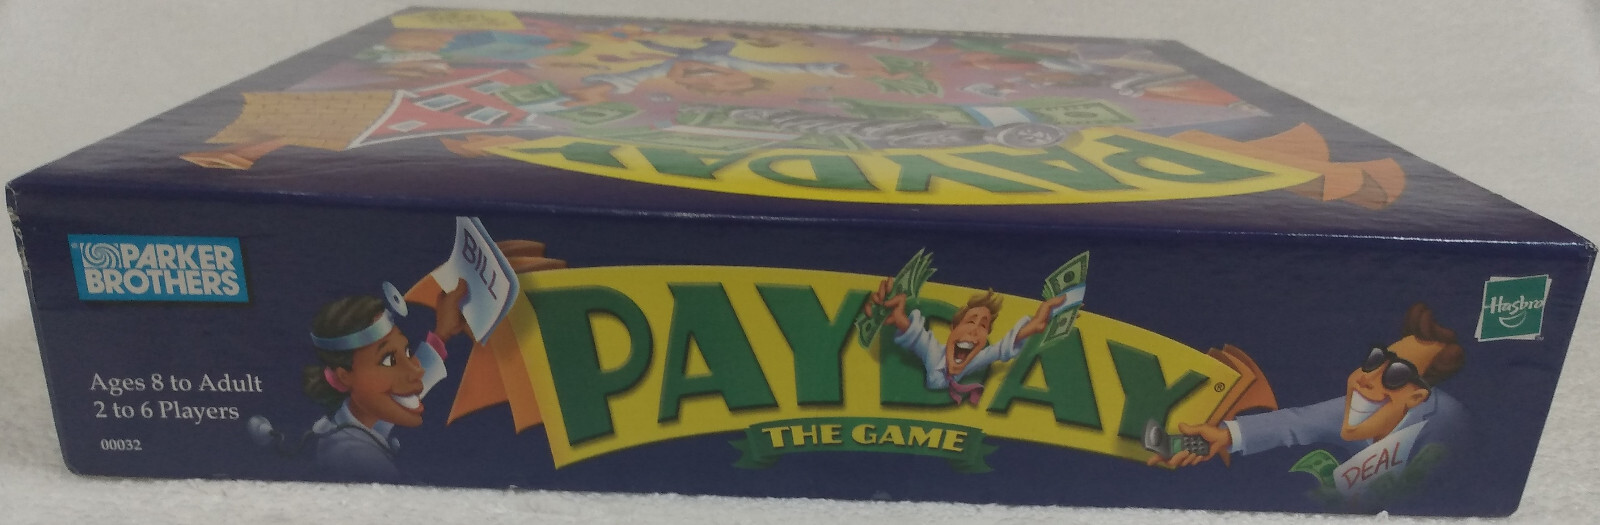 PAYDAY
PARKER
BROTHERS
BILL
PAYDAY®
THE GAME
Hasbro
Ages 8 to Adult
2 to 6 Players
00032
DEAL